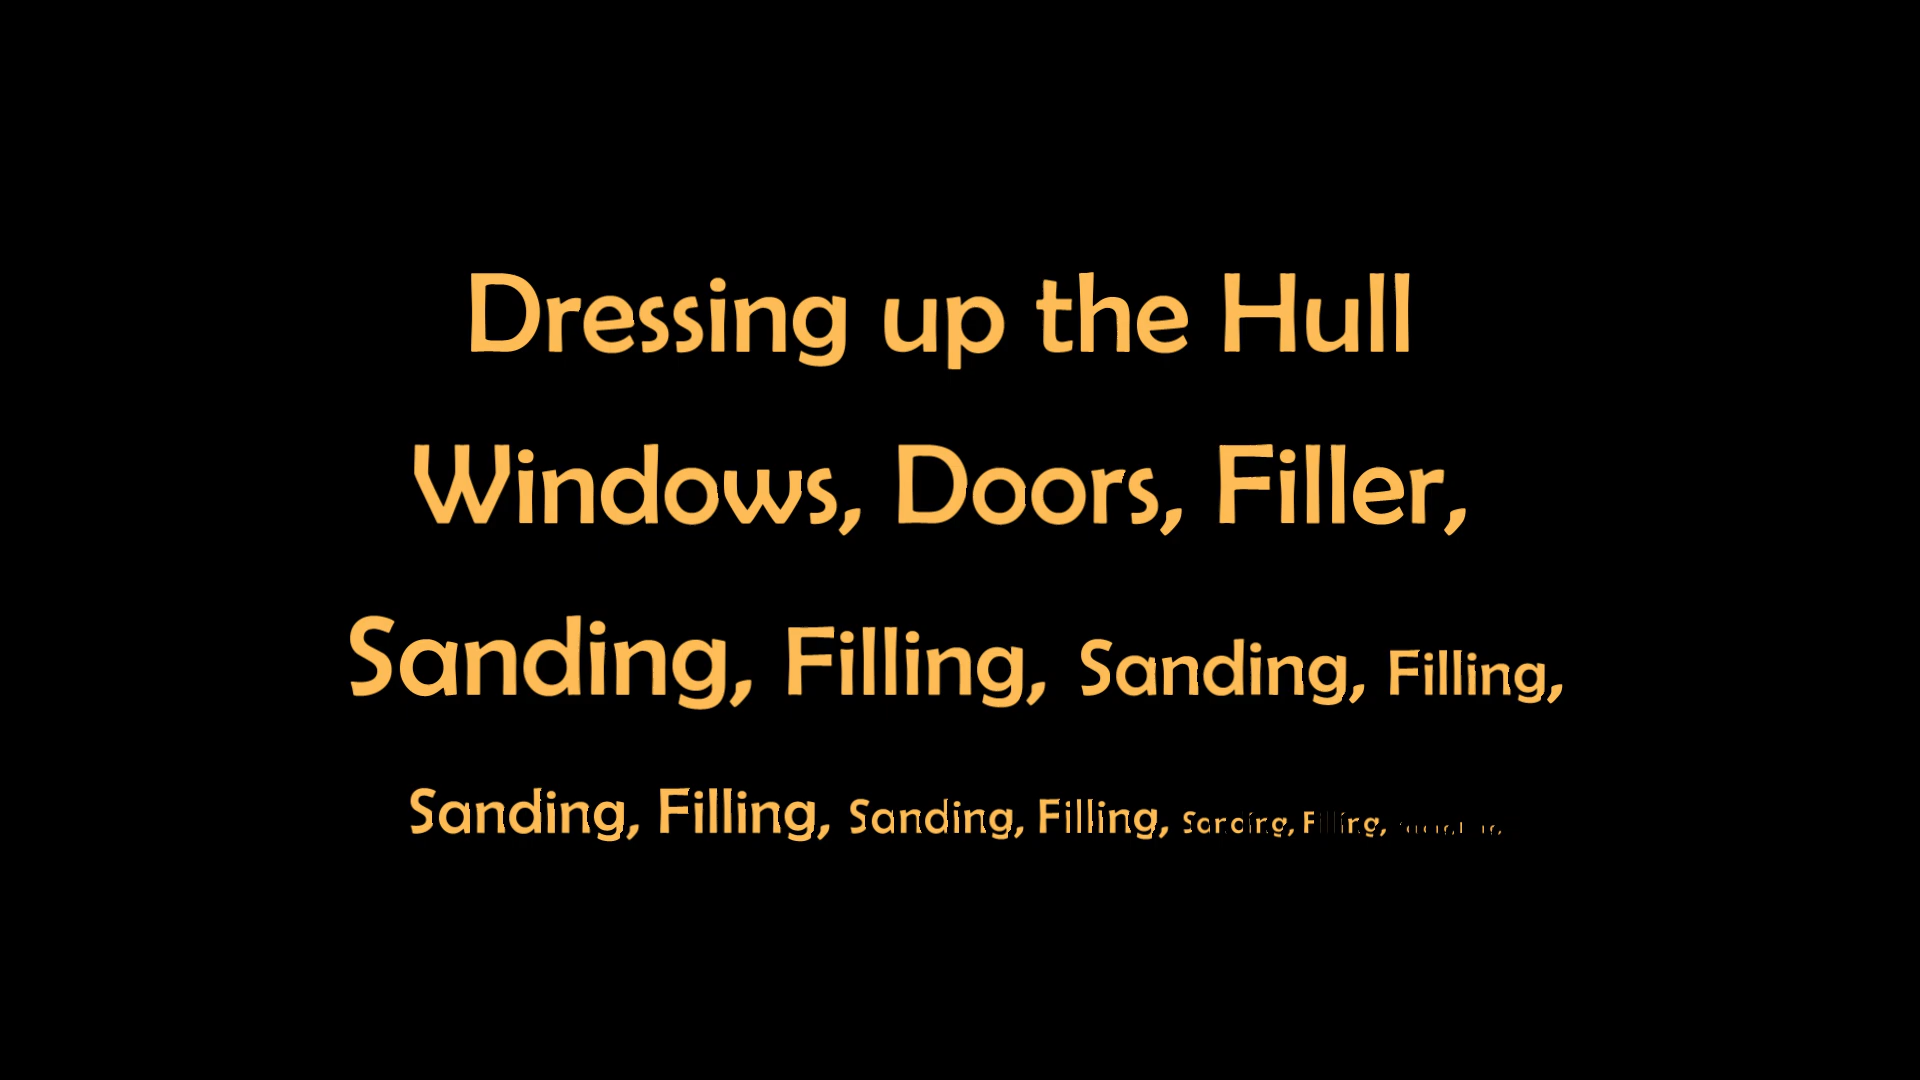 Dressing up the Hull
Windows, Doors, Filler,
Sanding, Filling, Sanding, Filling,
Sanding, Filling, Sanding, Filling, Sanding, Filling,